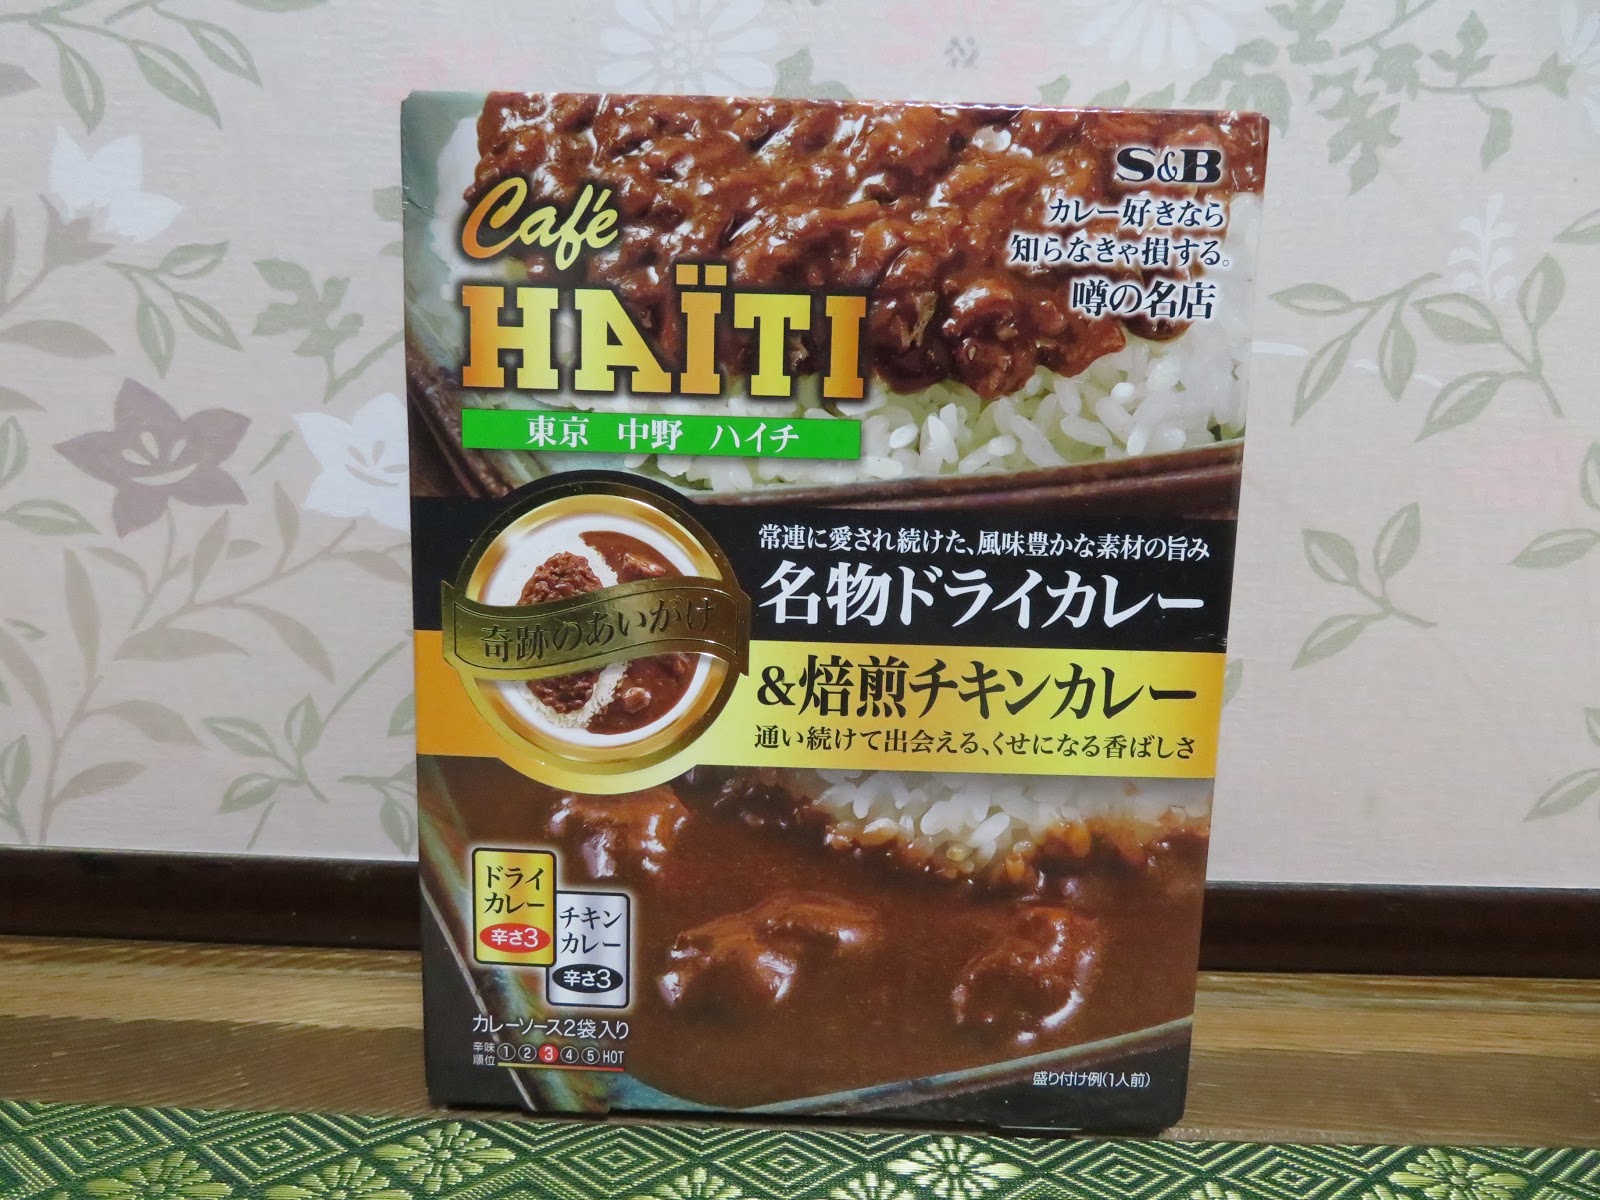 S&B
カレー好きなら
知らなきゃ損する。
噂の名店
Café
HAÏTI
東京 中野 ハイチ
常連に愛され続けた、風味豊かな素材の旨み
名物ドライカレー
奇跡のあいがけ
&焙煎チキンカレー
通い続けて出会える、くせになる香ばしさ
ドライ
カレー
辛さ3
チキン
カレー
辛さ3
カレーソース2袋入り
辛味
順位 1 2 3 4 5 HOT
盛り付け例(1人前)